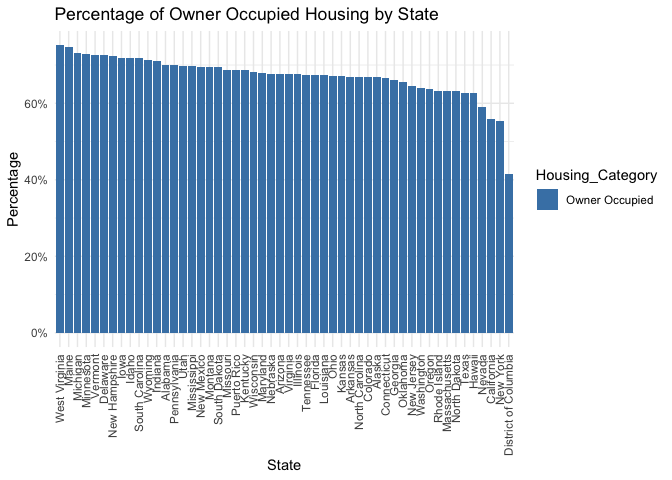 Percentage of Owner Occupied Housing by State
Percentage
60%
40%
20%
0%
West Virginia
Maine
Michigan
Minnesota
Vermont
Delaware
New Hampshire
Iowa
Idaho
South Carolina
Wyoming
Indiana
Alabama
Pennsylvania
Utah
Mississippi
New Mexico
Montana
South Dakota
Missouri
Puerto Rico
Kentucky
Wisconsin
Maryland
Nebraska
Arizona
Virginia
Illinois
Tennessee
Florida
Louisiana
Ohio
Kansas
Arkansas
North Carolina
Colorado
Alaska
Connecticut
Georgia
Oklahoma
New Jersey
Washington
Oregon
Rhode Island
Massachusetts
North Dakota
Texas
Hawaii
Nevada
California
New York
District of Columbia
State
Housing_Category
Owner Occupied